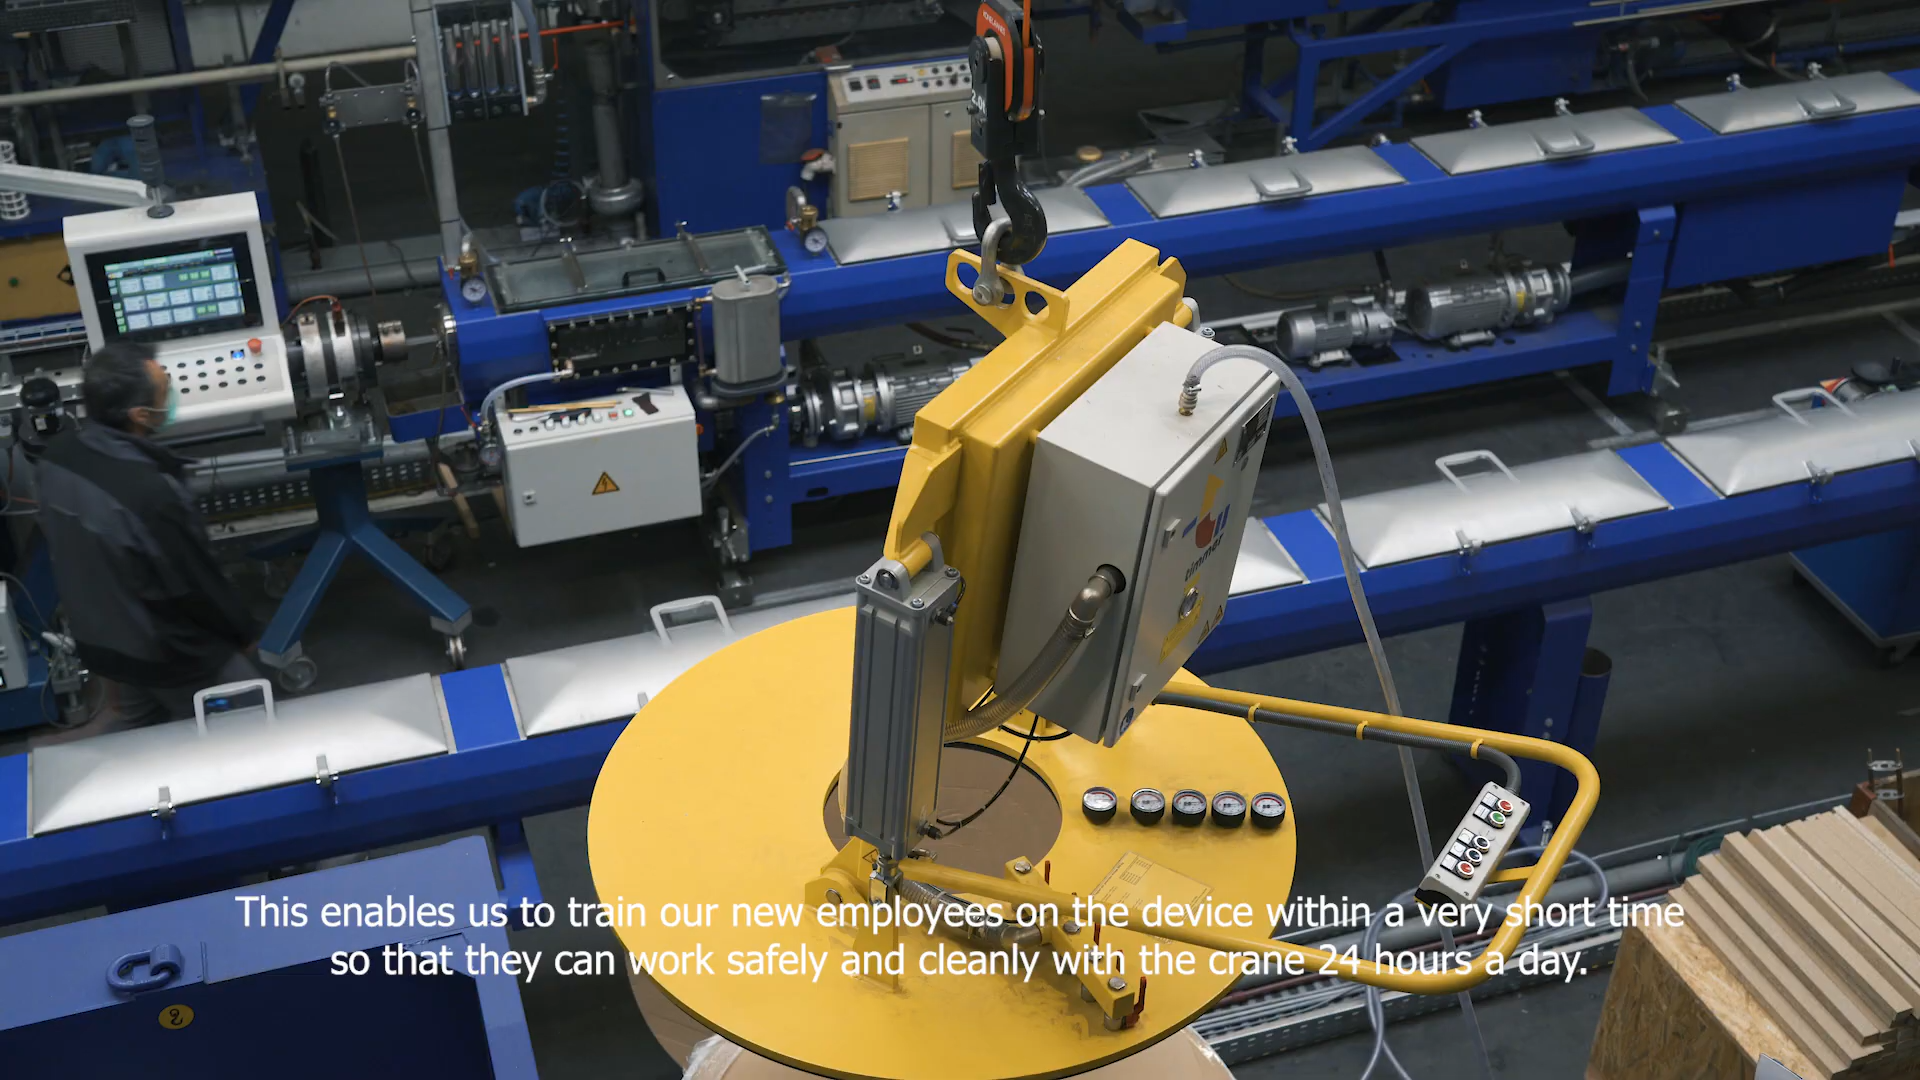 timmer
This enables us to train our new employees on the device within a very short time
so that they can work safely and cleanly with the crane 24 hours a day.